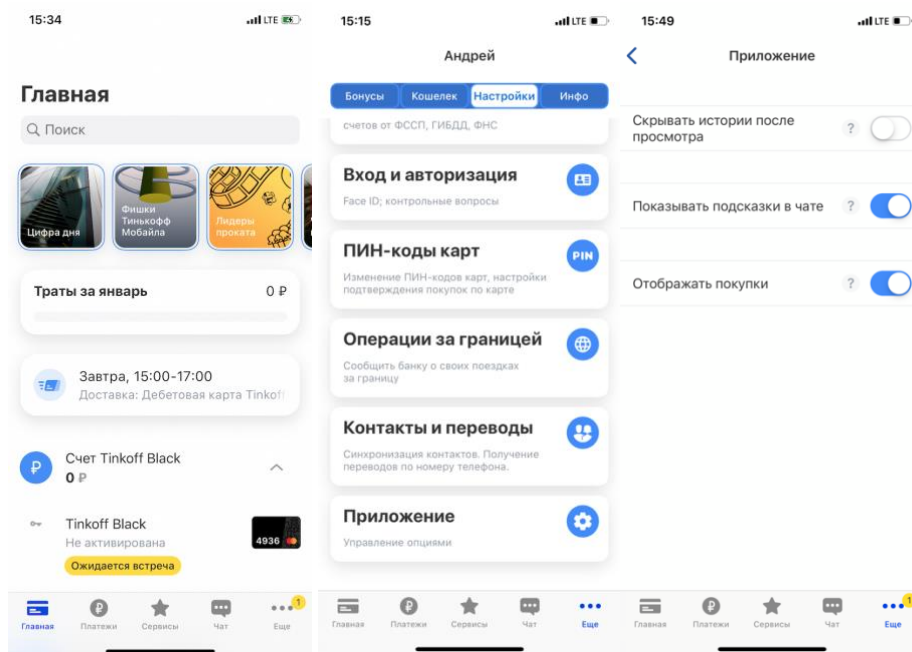 15:34
LTE
Главная
Поиск
Цифра дня
Фишки
Тинькофф
Мобайла
Лидеры
проката
Траты за январь
0 ₽
Завтра, 15:00-17:00
Доставка: Дебетовая карта Tinkoff
₽
Счет Tinkoff Black
0 ₽
Tinkoff Black
Не активирована
4936
Ожидается встреча
1
Главная
Платежи
Сервисы
Чат
Еще
15:15
LTE
Андрей
Бонусы
Кошелек
Настройки
Инфо
счетов от ФССП, ГИБДД, ФНС
Вход и авторизация
Face ID; контрольные вопросы
ПИН-коды карт
PIN
Изменение ПИН-кодов карт, настройки
подтверждения покупок по карте
Операции за границей
Сообщить банку о своих поездках
за границу
Контакты и переводы
Синхронизация контактов. Получение
переводов по номеру телефона.
Приложение
Управление опциями
Главная
Платежи
Сервисы
Чат
Еще
15:49
LTE
Приложение
Скрывать истории после
просмотра
?
Показывать подсказки в чате
?
Отображать покупки
?
1
Главная
Платежи
Сервисы
Чат
Еще